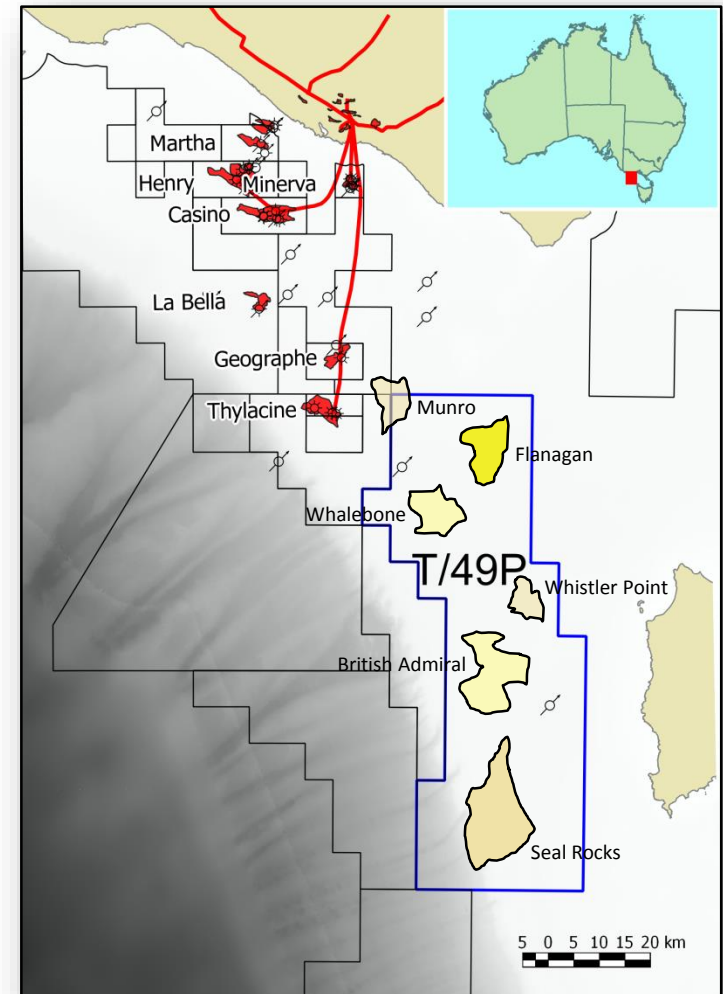 Martha
Henry
Minerva
Casino
La Bellá
Geographe
Thylacine
Munro
Flanagan
Whalebone
T/49P
Whistler Point
British Admiral
Seal Rocks
5 0 5 10 15 20 km